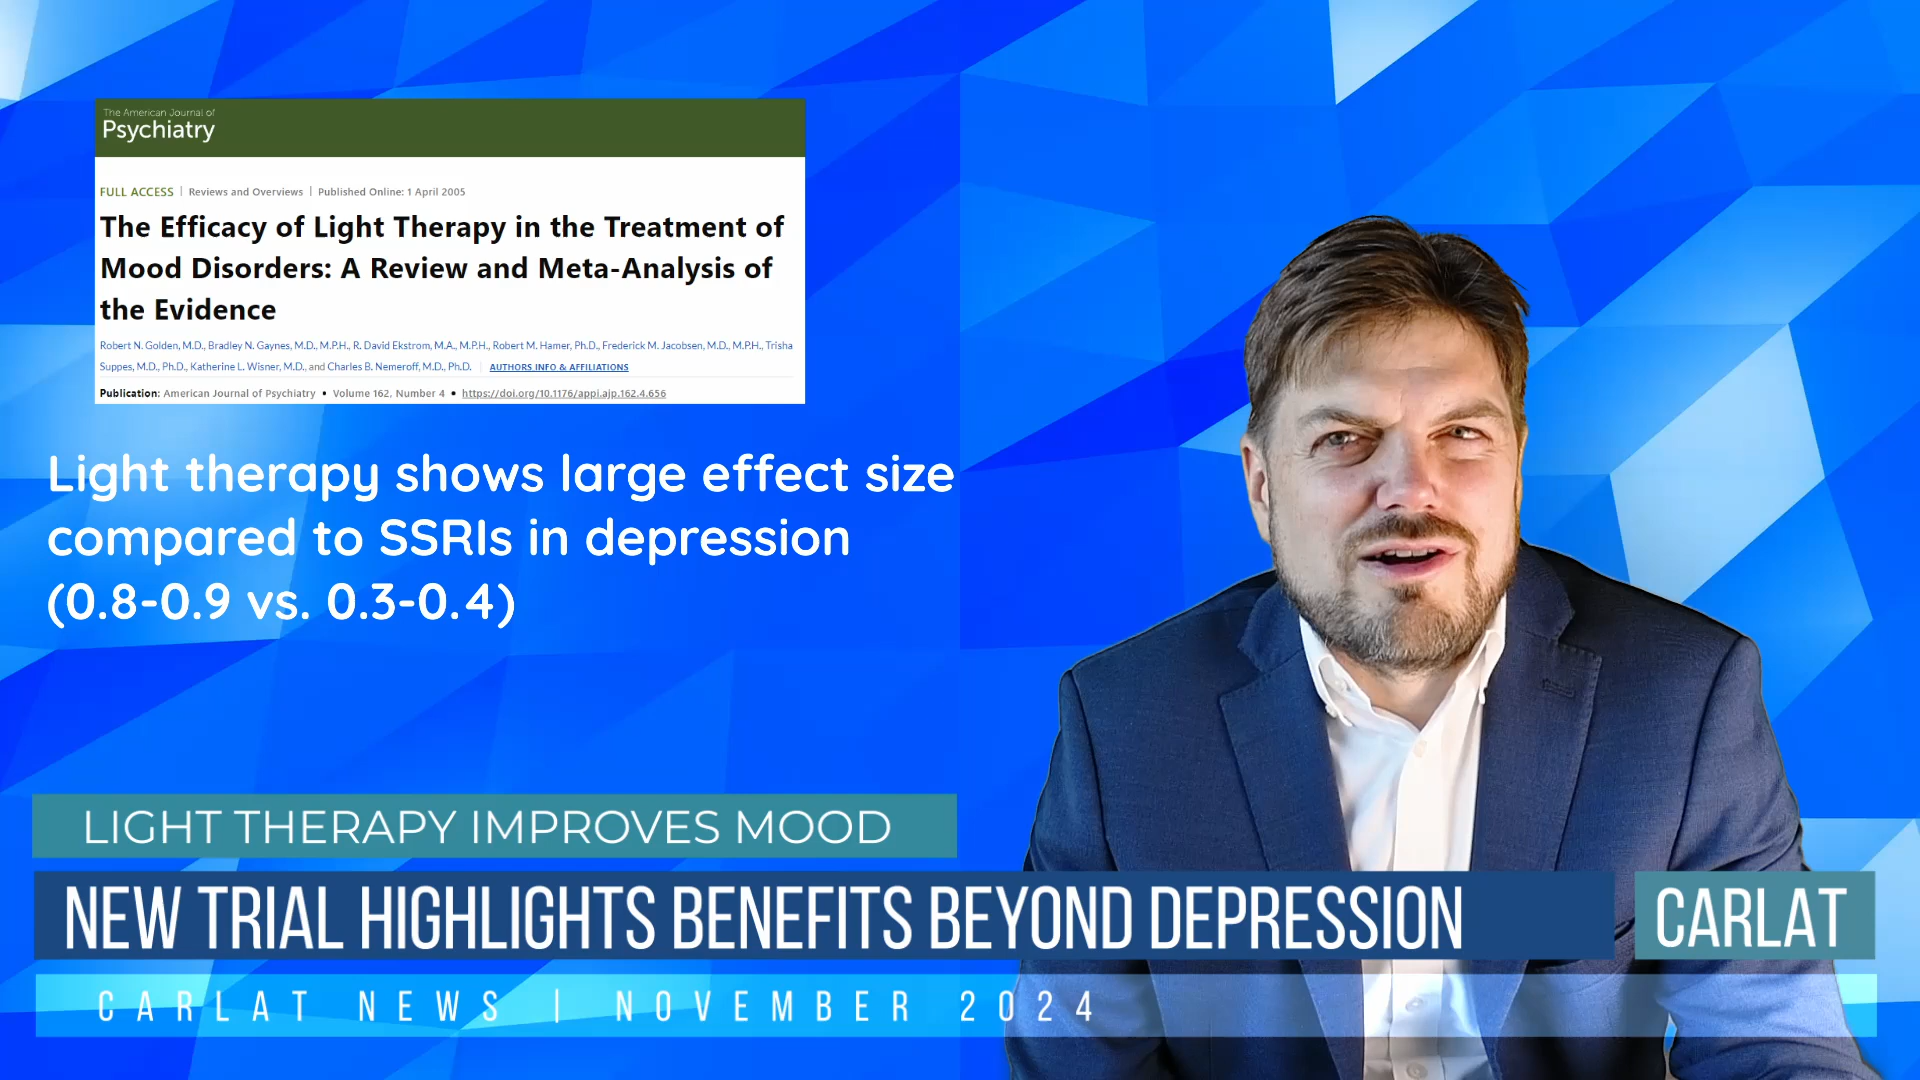 The American Journal of
Psychiatry
FULL ACCESS | Reviews and Overviews | Published Online: 1 April 2005
The Efficacy of Light Therapy in the Treatment of
Mood Disorders: A Review and Meta-Analysis of
the Evidence
Robert N. Golden, M.D., Bradley N. Gaynes, M.D., M.P.H., R. David Ekstrom, M.A., M.P.H., Robert M. Hamer, Ph.D., Frederick M. Jacobsen, M.D., M.P.H., Trisha
Suppes, M.D., Ph.D., Katherine L. Wisner, M.D., and Charles B. Nemeroff, M.D., Ph.D. | AUTHORS INFO & AFFILIATIONS
Publication: American Journal of Psychiatry • Volume 162, Number 4 • https://doi.org/10.1176/appi.ajp.162.4.656
Light therapy shows large effect size
compared to SSRIs in depression
(0.8-0.9 vs. 0.3-0.4)
LIGHT THERAPY IMPROVES MOOD
NEW TRIAL HIGHLIGHTS BENEFITS BEYOND DEPRESSION
CARLAT
CARLAT NEWS | NOVEMBER 2024